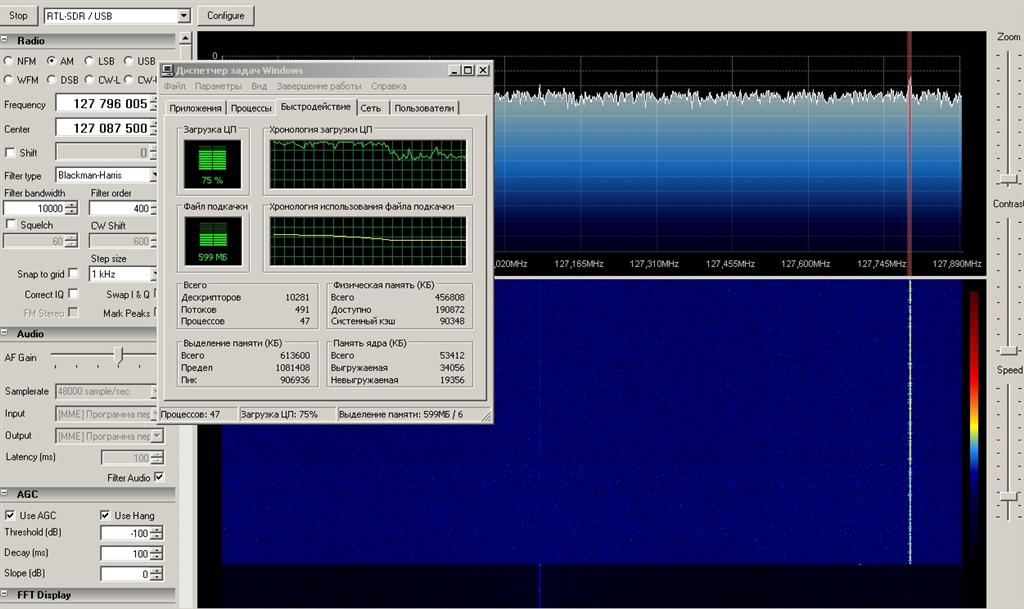 Stop
RTL-SDR / USB
Configure
Radio
NFM AM LSB USB
WFM DSB CW-L CW-
Frequency 127 796 005
Center 127 087 500
Shift 0
Filter type Blackman-Harris
Filter bandwidth Filter order
10000 400
Squelch CW Shift
60 600
Step size
Snap to grid 1 kHz
Correct IQ Swap I & Q
FM Stereo Mark Peaks
Audio
AF Gain
Samplerate 48000 sample/sec
Input [MME] Программа пер
Output [MME] Программа пер
Latency (ms) 100
Filter Audio
AGC
Use AGC Use Hang
Threshold (dB) -100
Decay (ms) 100
Slope (dB) 0
FFT Display
Диспетчер задач Windows
Файл Параметры Вид Завершение работы Справка
Приложения Процессы Быстродействие Сеть Пользователи
Загрузка ЦП
75 %
Хронология загрузки ЦП
Файл подкачки
599 МБ
Хронология использования файла подкачки
Всего
Дескрипторов 10281
Потоков 491
Процессов 47
Физическая память (КБ)
Всего 456808
Доступно 190872
Системный кэш 90348
Выделение памяти (КБ)
Всего 613600
Предел 1081408
Пик 906936
Память ядра (КБ)
Всего 53412
Выгружаемая 34056
Невыгружаемая 19356
Процессов: 47 Загрузка ЦП: 75% Выделение памяти: 599МБ / 6
0
,020MHz 127,165MHz 127,310MHz 127,455MHz 127,600MHz 127,745MHz 127,890MHz
Zoom
Contrast
Speed